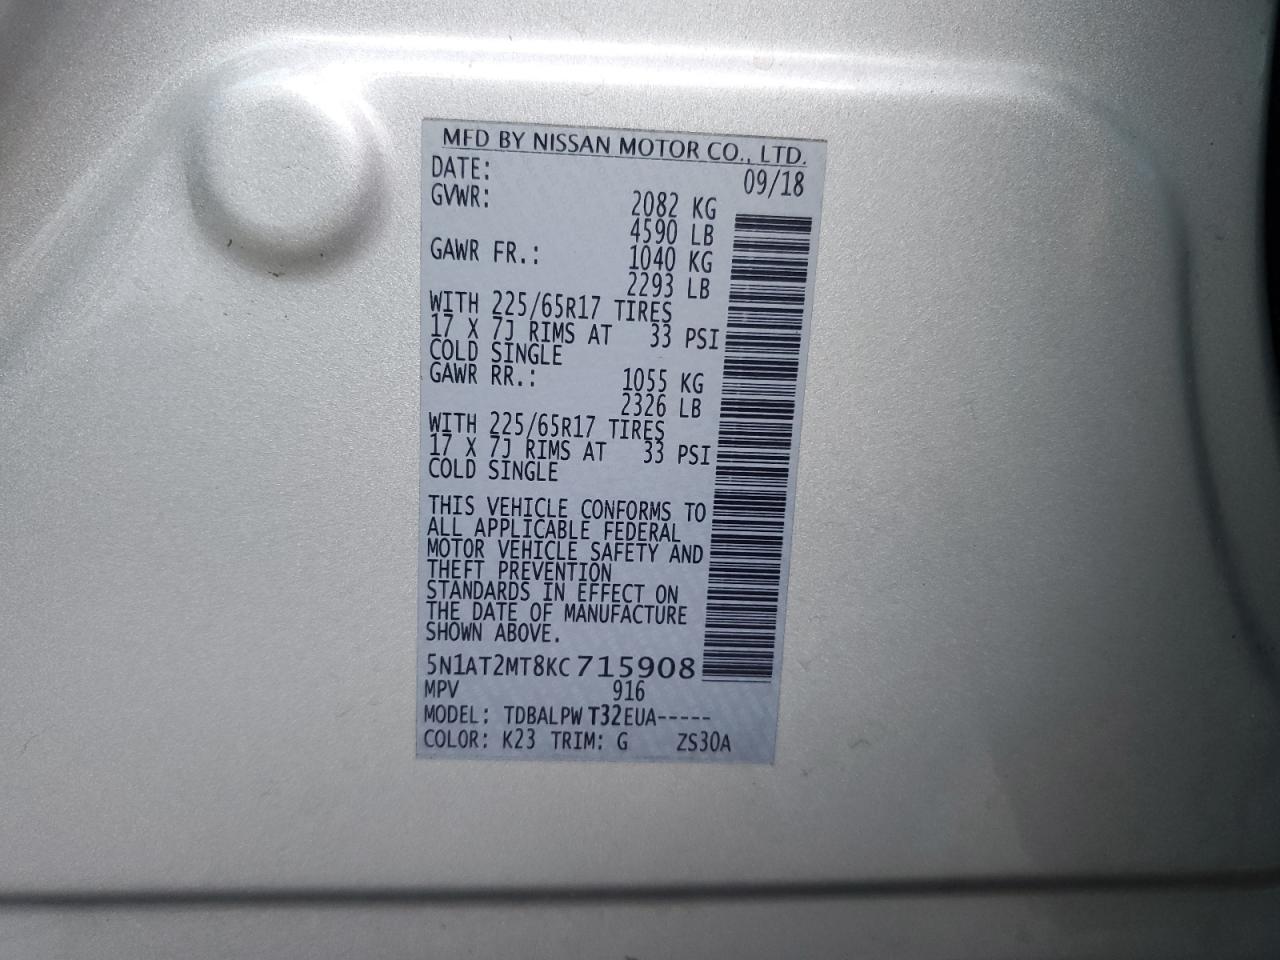 MFD BY NISSAN MOTOR CO., LTD.
DATE: 09/18
GVWR: 2082 KG
4590 LB
GAWR FR.: 1040 KG
2293 LB
WITH 225/65R17 TIRES
17 X 7J RIMS AT 33 PSI
COLD SINGLE
GAWR RR.: 1055 KG
2326 LB
WITH 225/65R17 TIRES
17 X 7J RIMS AT 33 PSI
COLD SINGLE
THIS VEHICLE CONFORMS TO
ALL APPLICABLE FEDERAL
MOTOR VEHICLE SAFETY AND
THEFT PREVENTION
STANDARDS IN EFFECT ON
THE DATE OF MANUFACTURE
SHOWN ABOVE.
5N1AT2MT8KC715908
MPV 916
MODEL: TDBALPW T32EUA-----
COLOR: K23 TRIM: G ZS30A